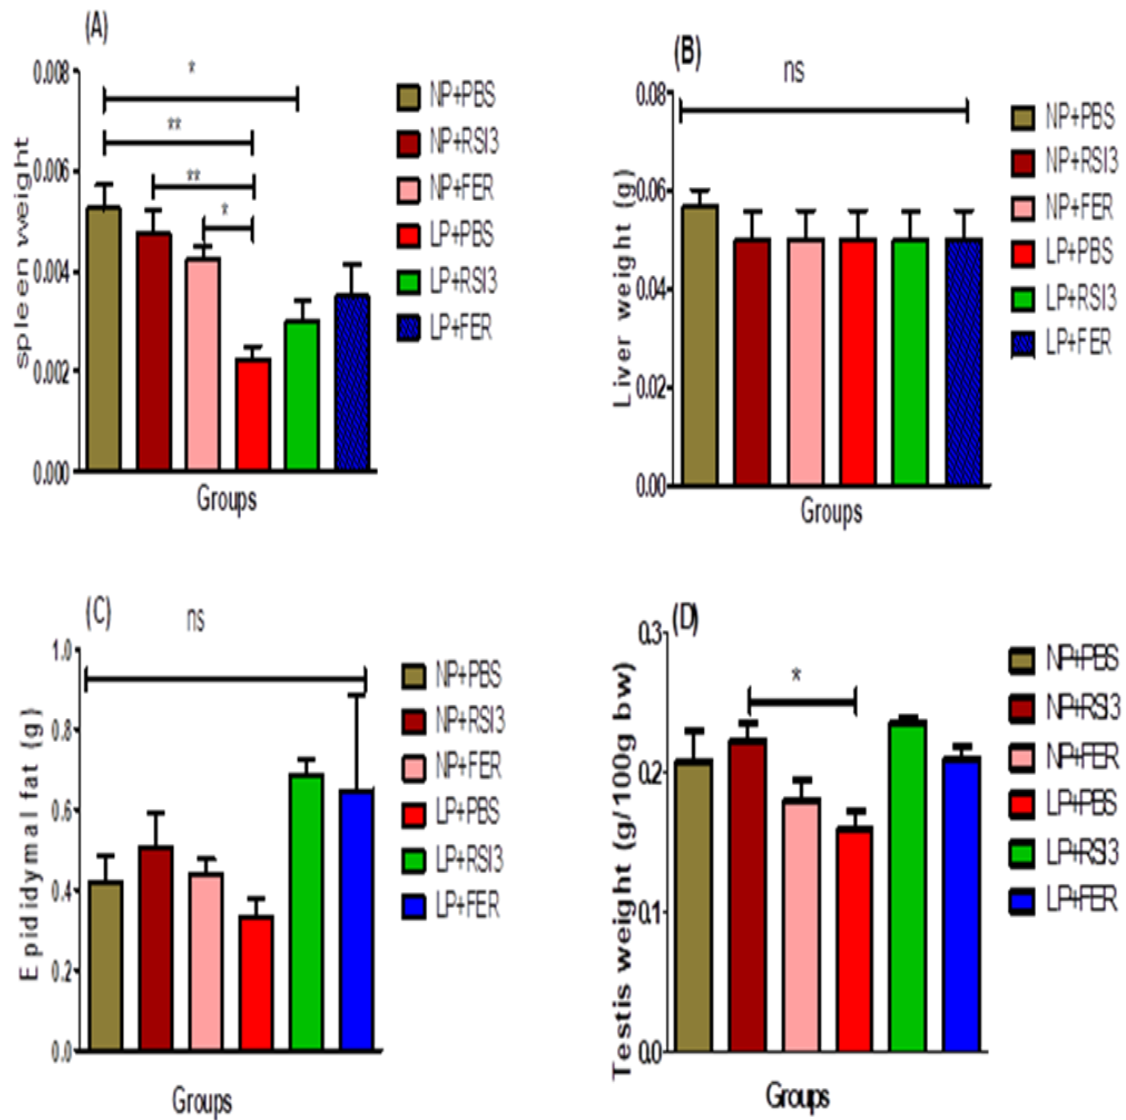 (A)
*
**
**
*
0.008
0.006
0.004
0.002
0.000
spleen weight
Groups
NP+PBS
NP+RSI3
NP+FER
LP+PBS
LP+RSI3
LP+FER
(B)
ns
0.08
0.06
0.04
0.02
0.00
Liver weight (g)
Groups
NP+PBS
NP+RSI3
NP+FER
LP+PBS
LP+RSI3
LP+FER
(C)
ns
1.0
0.8
0.6
0.4
0.2
0.0
Epididymal fat (g)
Groups
NP+PBS
NP+RSI3
NP+FER
LP+PBS
LP+RSI3
LP+FER
(D)
*
0.3
0.2
0.1
0.0
Testis weight (g/100g bw)
Groups
NP+PBS
NP+RSI3
NP+FER
LP+PBS
LP+RSI3
LP+FER